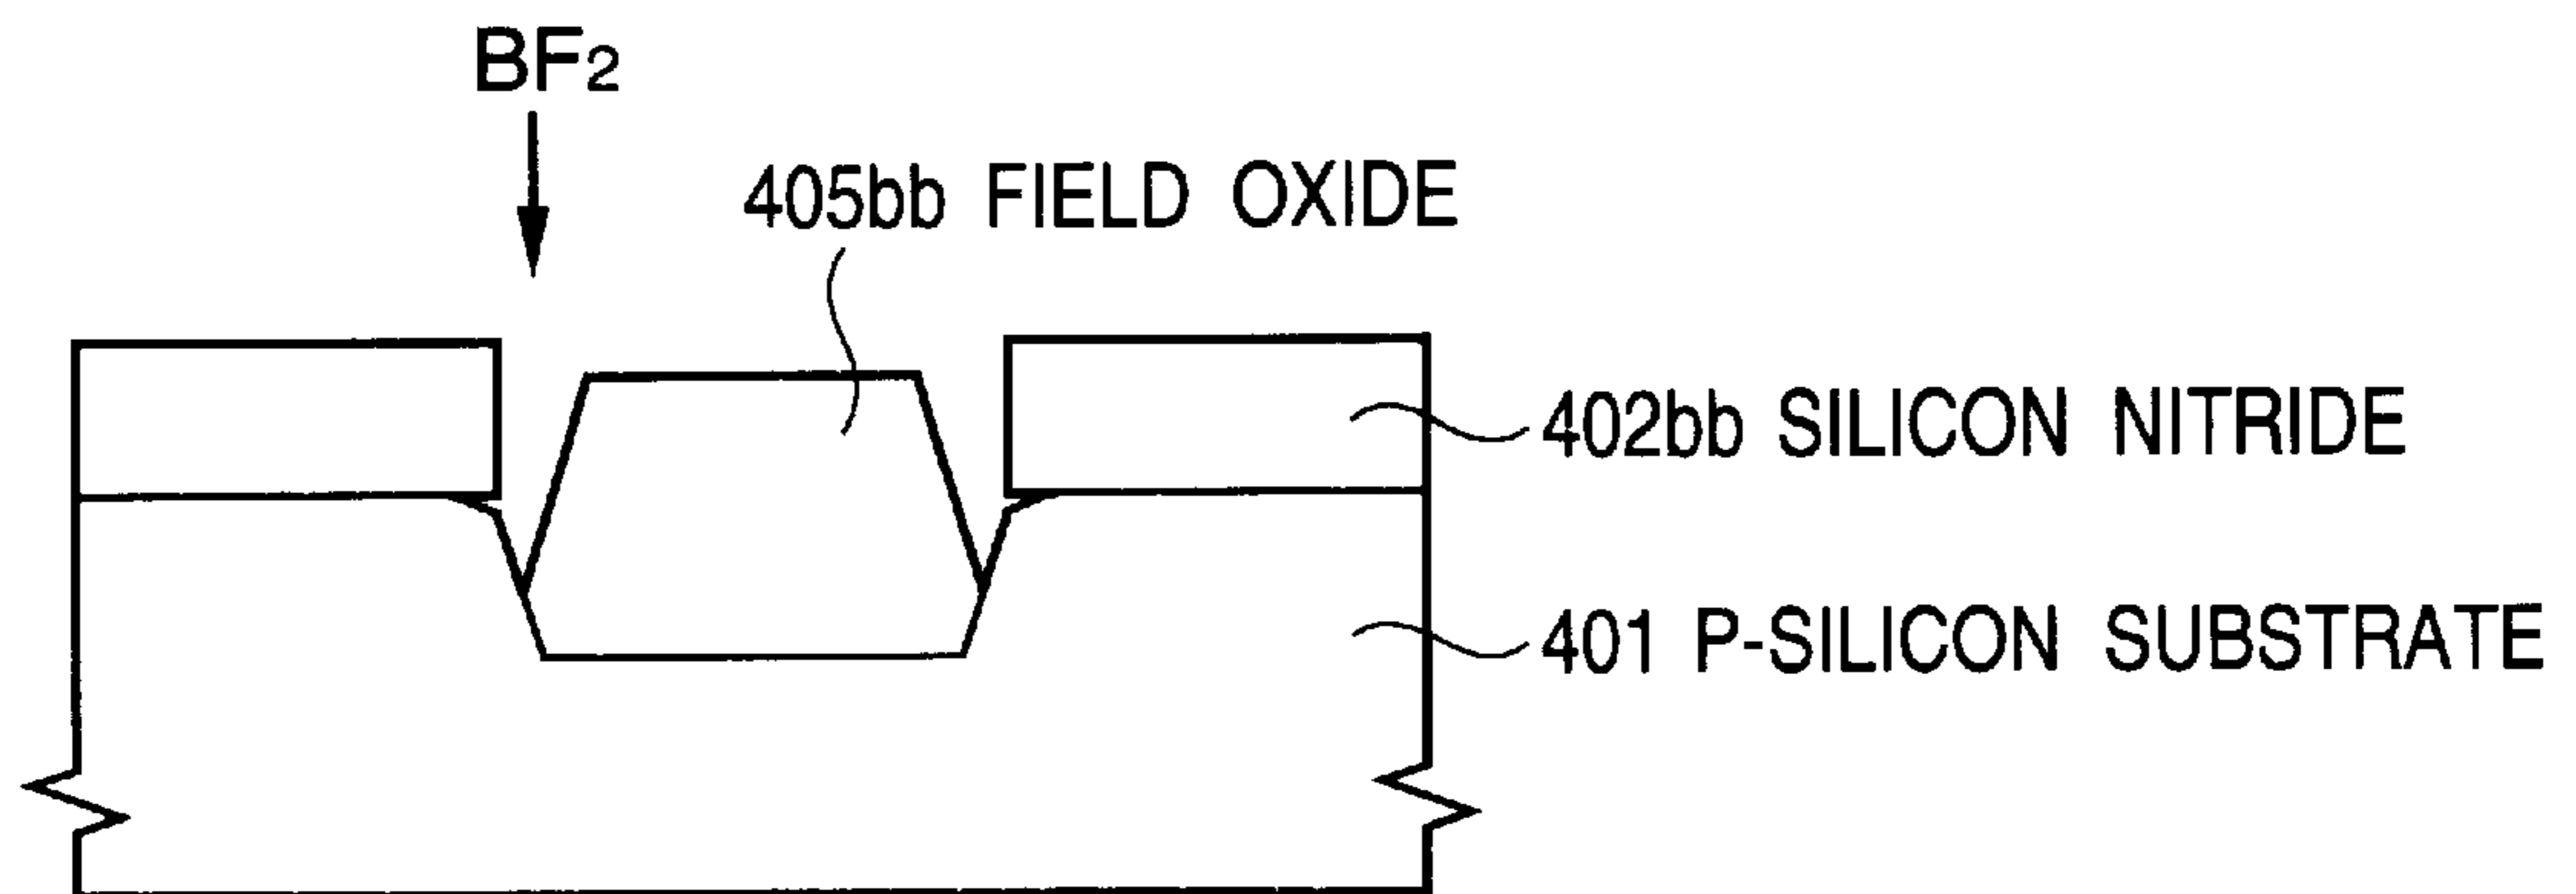 BF2
405bb FIELD OXIDE
402bb SILICON NITRIDE
401 P-SILICON SUBSTRATE